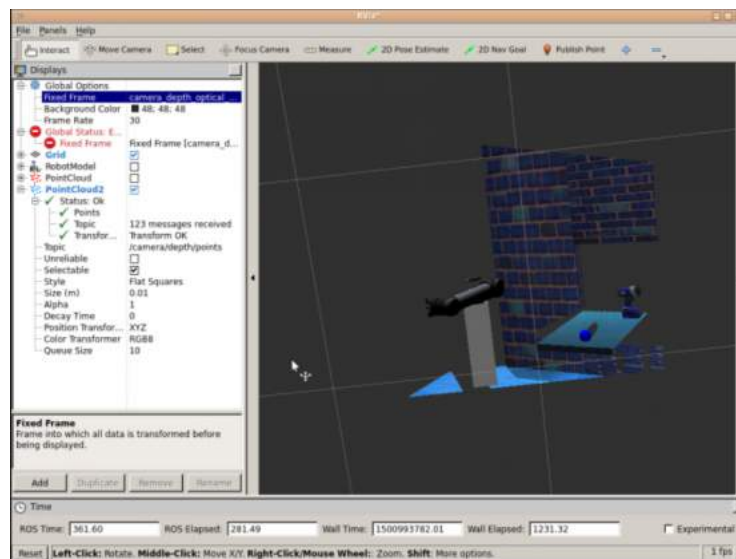 File Panels Help
Interact Move Camera Select Focus Camera Measure 2D Pose Estimate 2D Nav Goal Publish Point
Displays
Global Options
Fixed Frame camera_depth_optical_...
Background Color 48; 48; 48
Frame Rate 30
Global Status: E...
Fixed Frame Fixed Frame [camera_d...
Grid
RobotModel
PointCloud
PointCloud2
Status: Ok
Points
Topic 123 messages received
Transfor... Transform OK
Topic /camera/depth/points
Unreliable
Selectable
Style Flat Squares
Size (m) 0.01
Alpha 1
Decay Time 0
Position Transfor... XYZ
Color Transformer RGB8
Queue Size 10
Fixed Frame
Frame into which all data is transformed before
being displayed.
Add Duplicate Remove Rename
Time
ROS Time: 361.60 ROS Elapsed: 281.49 Wall Time: 1500993782.01 Wall Elapsed: 1231.32 Experimental
Reset Left-Click: Rotate. Middle-Click: Move X/Y. Right-Click/Mouse Wheel:: Zoom. Shift: More options. 1 fps